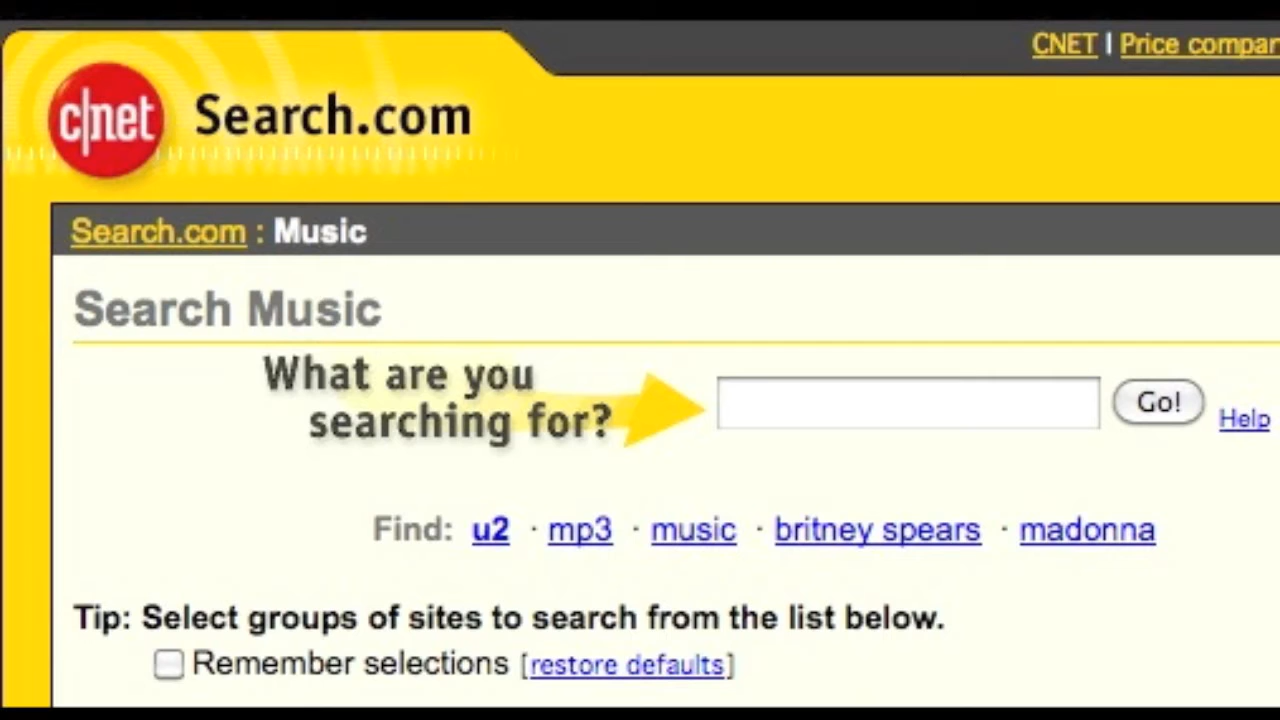 CNET | Price compar
c|net Search.com
Search.com : Music
Search Music
What are you
searching for?
Go!
Help
Find: u2 · mp3 · music · britney spears · madonna
Tip: Select groups of sites to search from the list below.
Remember selections [restore defaults]